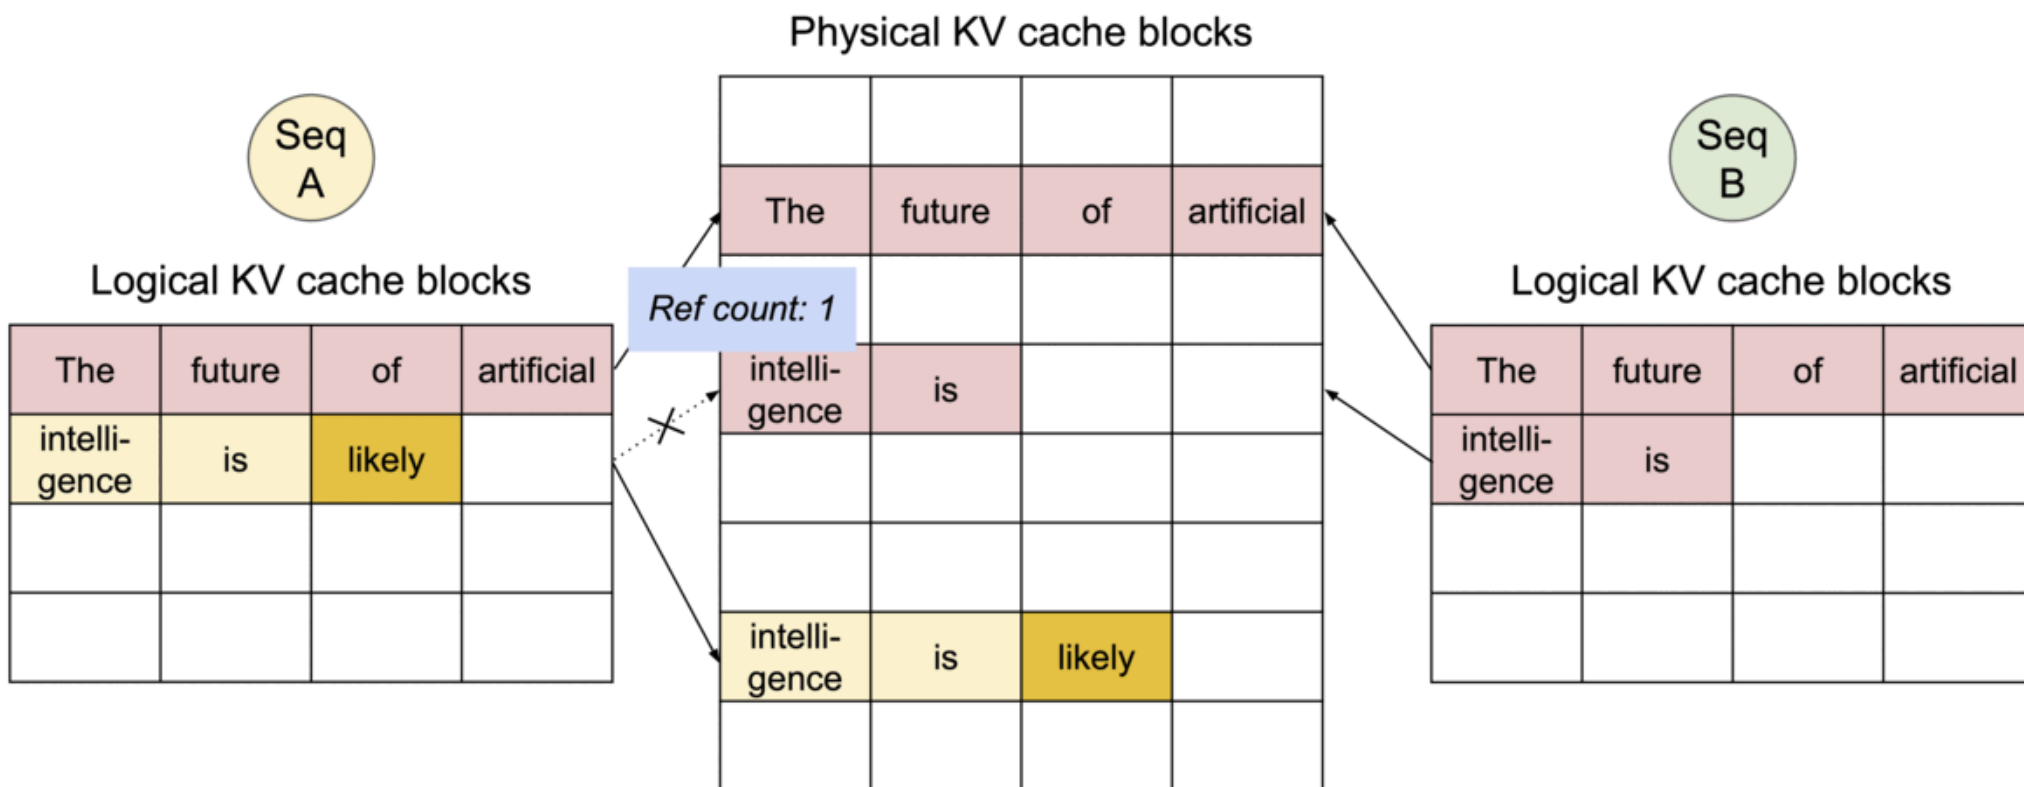 Physical KV cache blocks
Seq
A
Seq
B
Logical KV cache blocks
Logical KV cache blocks
The future of artificial
Ref count: 1
The future of artificial
intelli-
gence is likely
intelli-
gence is
The future of artificial
intelli-
gence is
intelli-
gence is likely